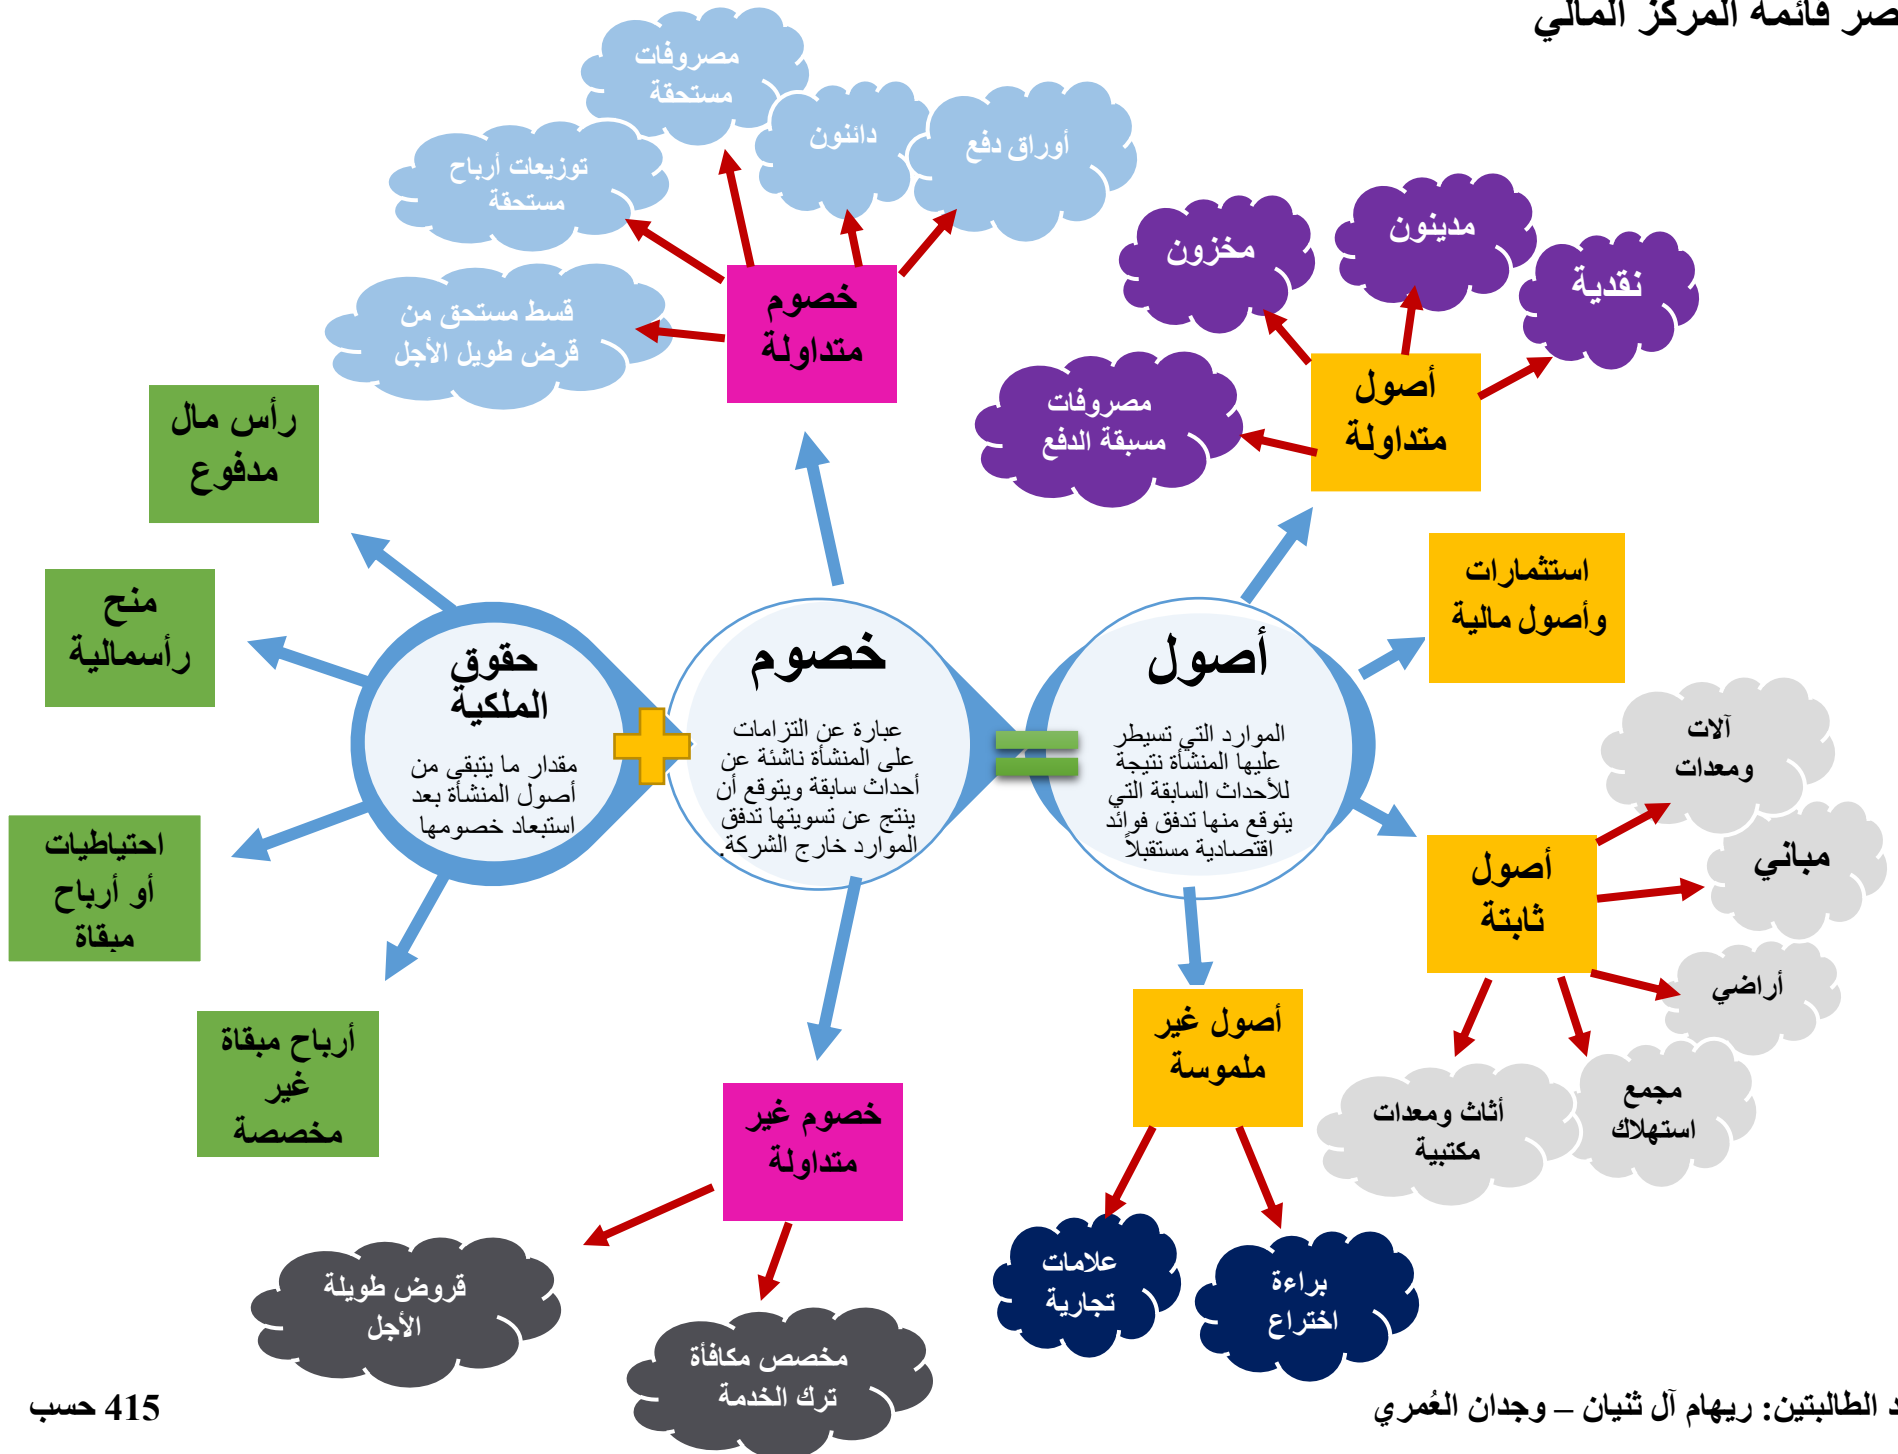 صر قائمة المركز المالي
أصول
الموارد التي تسيطر
عليها المنشأة نتيجة
للأحداث السابقة التي
يتوقع منها تدفق فوائد
اقتصادية مستقبلاً
أصول
متداولة
نقدية
مدينون
مخزون
مصروفات
مسبقة الدفع
استثمارات
وأصول مالية
أصول
ثابتة
آلات
ومعدات
مباني
أراضي
مجمع
استهلاك
أثاث ومعدات
مكتبية
أصول غير
ملموسة
براءة
اختراع
علامات
تجارية
خصوم
عبارة عن التزامات
على المنشأة ناشئة عن
أحداث سابقة ويتوقع أن
ينتج عن تسويتها تدفق
الموارد خارج الشركة.
خصوم
متداولة
أوراق دفع
دائنون
مصروفات
مستحقة
توزيعات أرباح
مستحقة
قسط مستحق من
قرض طويل الأجل
خصوم غير
متداولة
مخصص مكافأة
ترك الخدمة
قروض طويلة
الأجل
حقوق
الملكية
مقدار ما يتبقى من
أصول المنشأة بعد
استبعاد خصومها
رأس مال
مدفوع
منح
رأسمالية
احتياطيات
أو أرباح
مبقاة
أرباح مبقاة
غير
مخصصة
د الطالبتين: ريهام آل ثنيان – وجدان العُمري
415 حسب